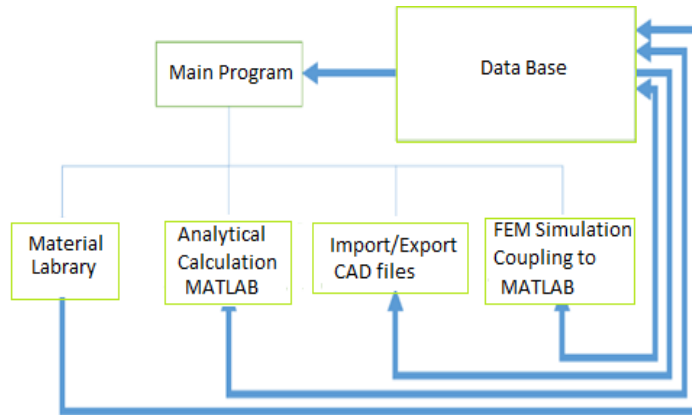 Main Program
Data Base
Material
Labrary
Analytical
Calculation
MATLAB
Import/Export
CAD files
FEM Simulation
Coupling to
MATLAB